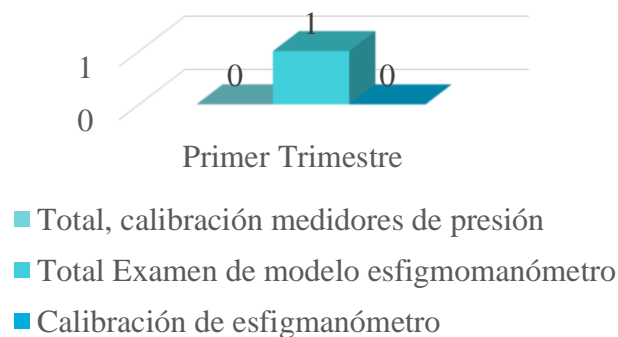 1
1
0
0
0
Primer Trimestre
Total, calibración medidores de presión
Total Examen de modelo esfigmomanómetro
Calibración de esfigmanómetro